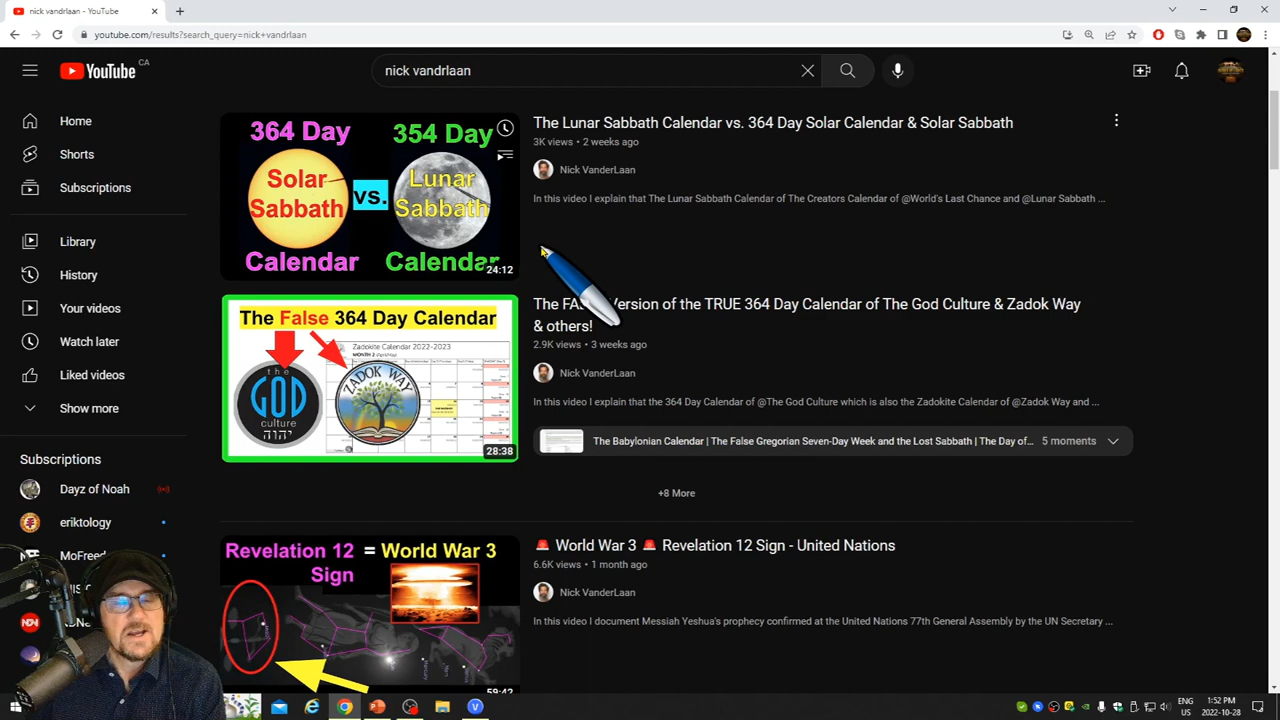 nick vandrlaan - YouTube
youtube.com/results?search_query=nick+vandrlaan
YouTube CA
nick vandrlaan
Home
Shorts
Subscriptions
Library
History
Your videos
Watch later
Liked videos
Show more
Subscriptions
Dayz of Noah
eriktology
MoFreed
364 Day
Solar
Sabbath
Calendar
vs.
354 Day
Lunar
Sabbath
Calendar
24:12
The Lunar Sabbath Calendar vs. 364 Day Solar Calendar & Solar Sabbath
3K views • 2 weeks ago
Nick VanderLaan
In this video I explain that The Lunar Sabbath Calendar of The Creators Calendar of @World's Last Chance and @Lunar Sabbath ...
The False 364 Day Calendar
the
GOD
culture
יהוה
Zadokite Calendar 2022-2023
ZADOK WAY
28:38
The FA ersion of the TRUE 364 Day Calendar of The God Culture & Zadok Way
& others!
2.9K views • 3 weeks ago
Nick VanderLaan
In this video I explain that the 364 Day Calendar of @The God Culture which is also the Zadokite Calendar of @Zadok Way and ...
The Babylonian Calendar | The False Gregorian Seven-Day Week and the Lost Sabbath | The Day of... 5 moments
+8 More
Revelation 12 = World War 3
Sign
59:42
🚨 World War 3 🚨 Revelation 12 Sign - United Nations
6.6K views • 1 month ago
Nick VanderLaan
In this video I document Messiah Yeshua's prophecy confirmed at the United Nations 77th General Assembly by the UN Secretary ...
ENG
US
1:52 PM
2022-10-28